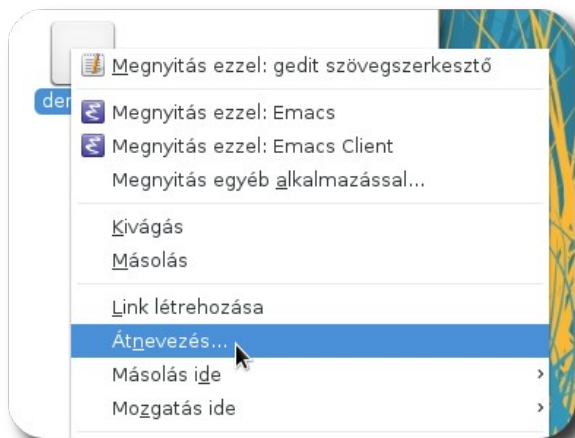 Megnyitás ezzel: gedit szövegszerkesztő
Megnyitás ezzel: Emacs
Megnyitás ezzel: Emacs Client
Megnyitás egyéb alkalmazással...
Kivágás
Másolás
Link létrehozása
Átnevezés...
Másolás ide
Mozgatás ide